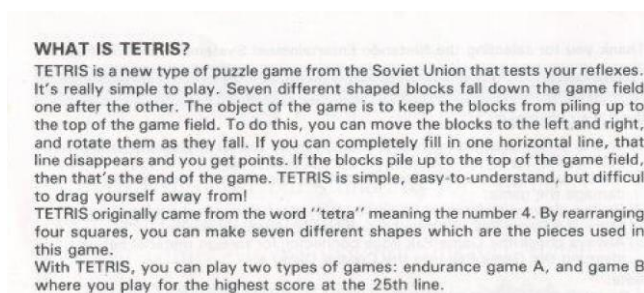 WHAT IS TETRIS?
TETRIS is a new type of puzzle game from the Soviet Union that tests your reflexes.
It's really simple to play. Seven different shaped blocks fall down the game field
one after the other. The object of the game is to keep the blocks from piling up to
the top of the game field. To do this, you can move the blocks to the left and right,
and rotate them as they fall. If you can completely fill in one horizontal line, that
line disappears and you get points. If the blocks pile up to the top of the game field,
then that's the end of the game. TETRIS is simple, easy-to-understand, but difficul
to drag yourself away from!
TETRIS originally came from the word "tetra" meaning the number 4. By rearranging
four squares, you can make seven different shapes which are the pieces used in
this game.
With TETRIS, you can play two types of games: endurance game A, and game B
where you play for the highest score at the 25th line.